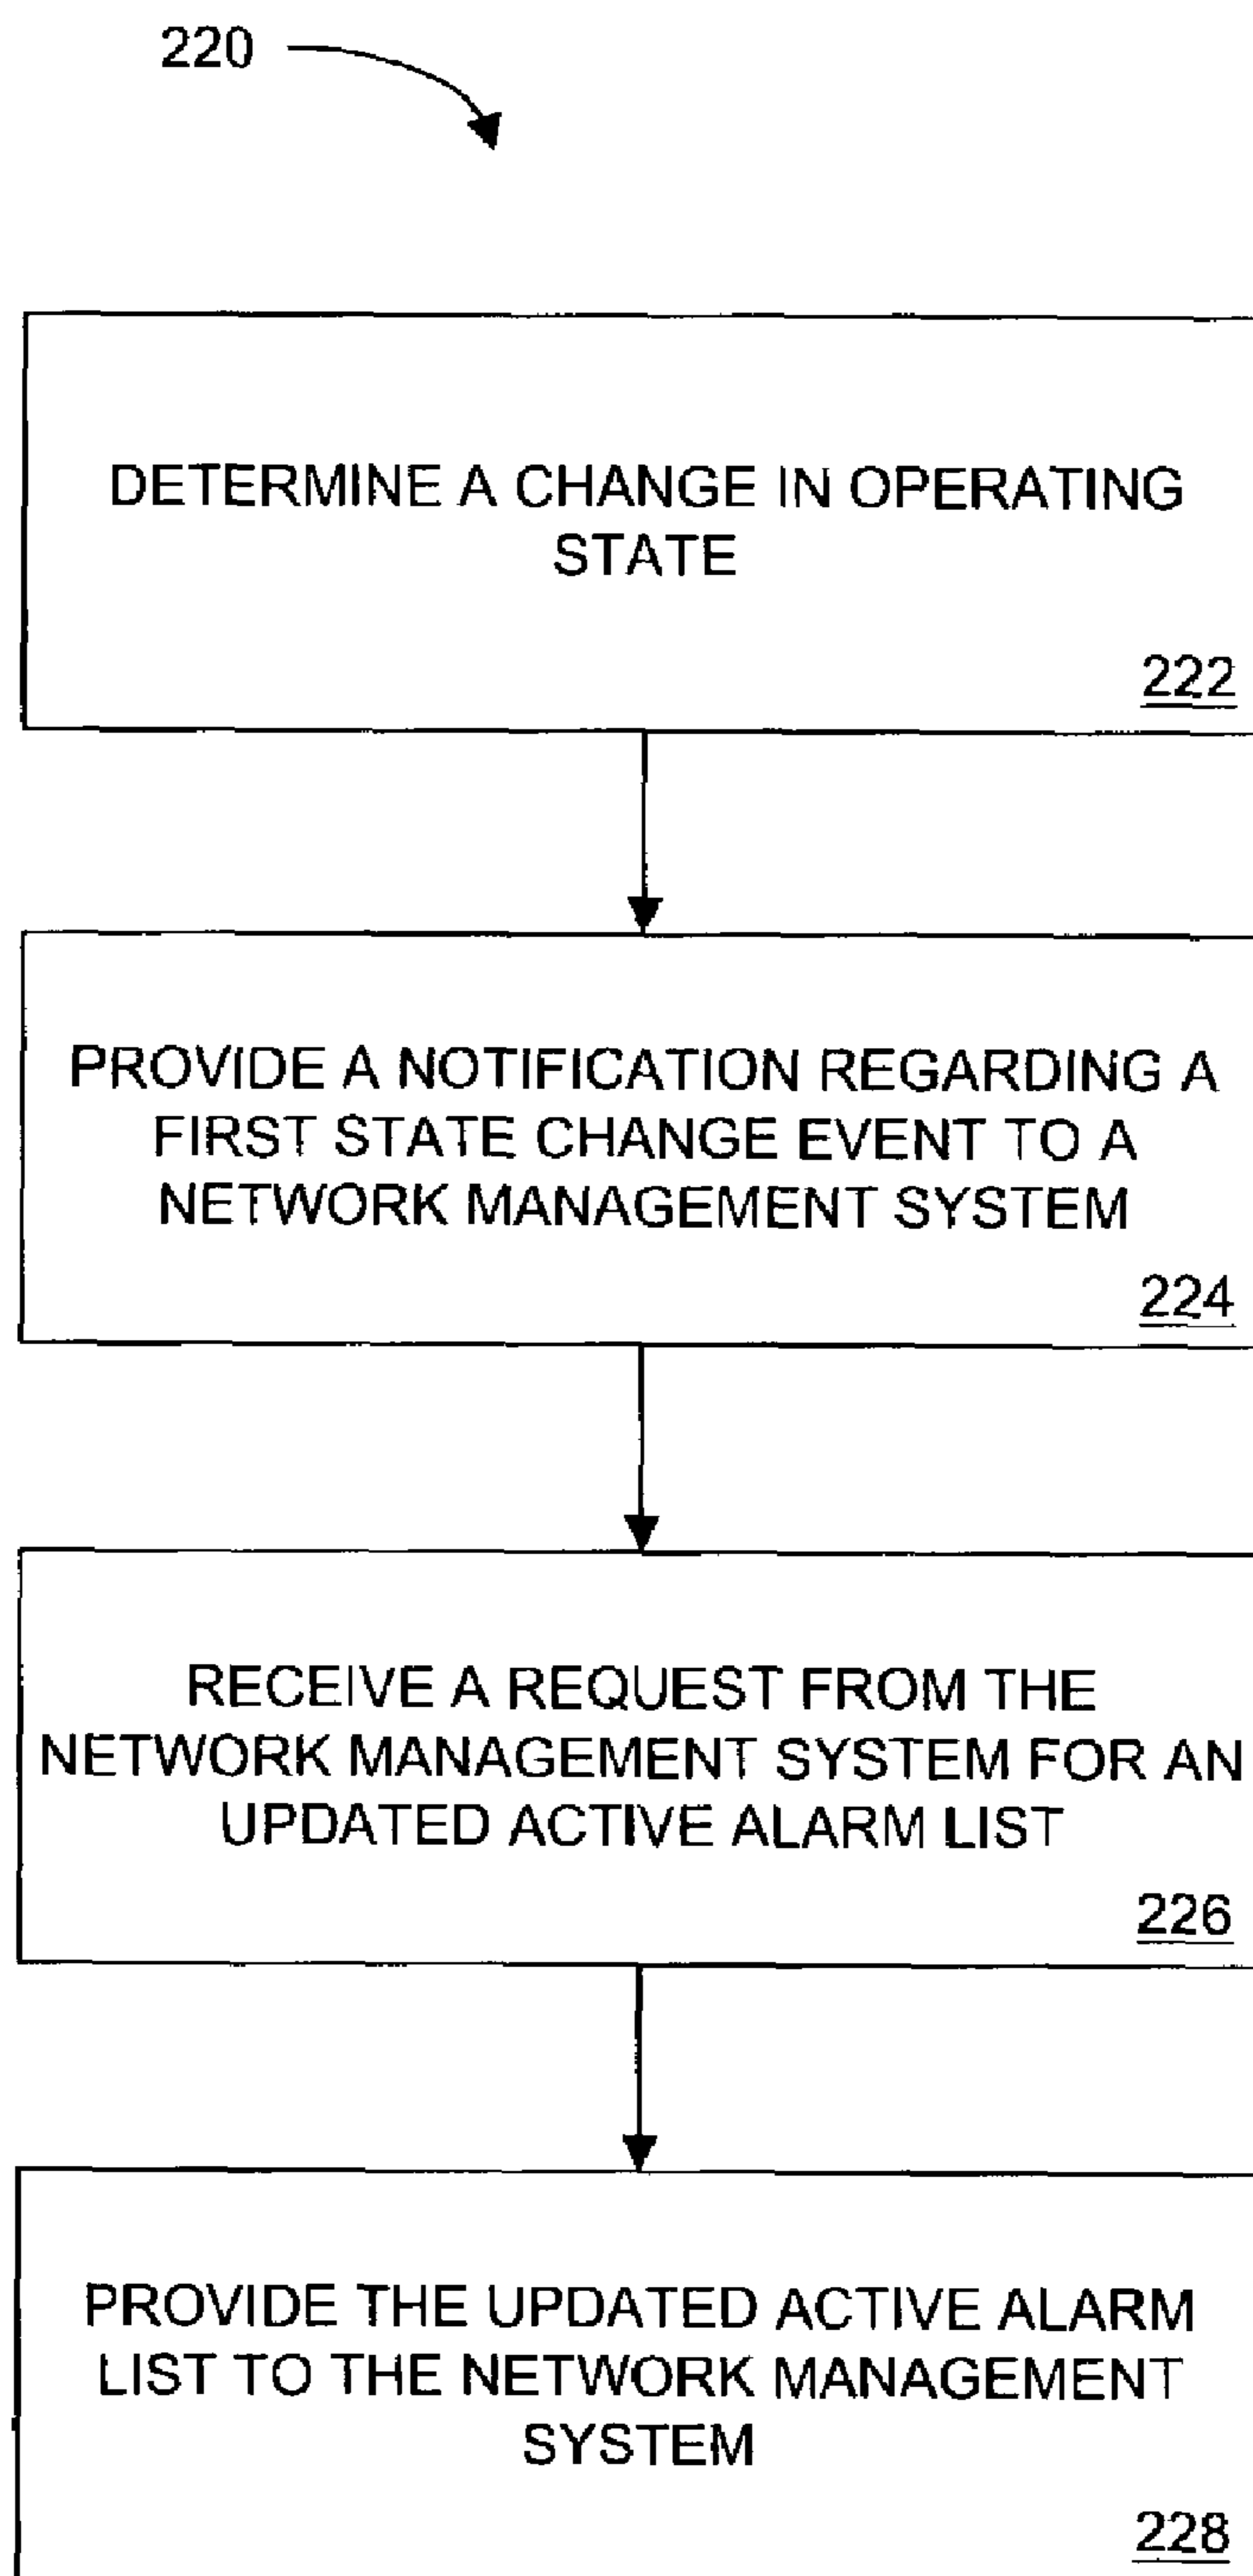 220
DETERMINE A CHANGE IN OPERATING
STATE
222
PROVIDE A NOTIFICATION REGARDING A
FIRST STATE CHANGE EVENT TO A
NETWORK MANAGEMENT SYSTEM
224
RECEIVE A REQUEST FROM THE
NETWORK MANAGEMENT SYSTEM FOR AN
UPDATED ACTIVE ALARM LIST
226
PROVIDE THE UPDATED ACTIVE ALARM
LIST TO THE NETWORK MANAGEMENT
SYSTEM
228